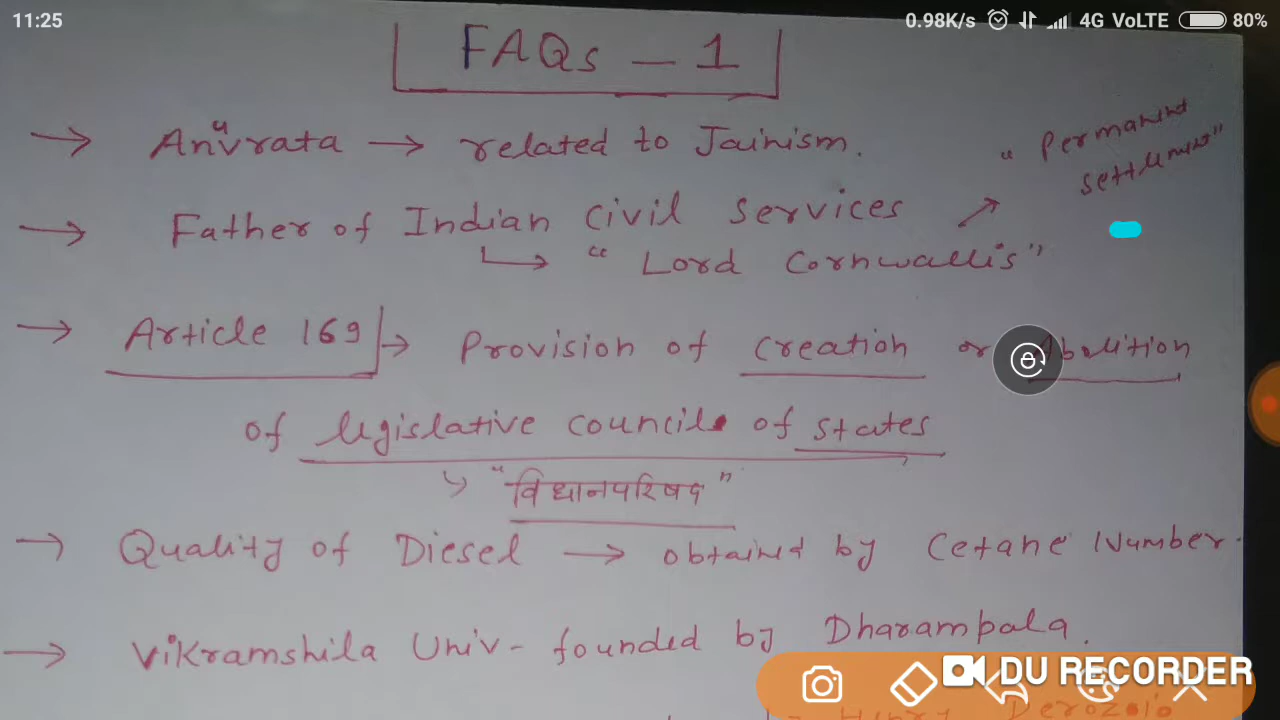 11:25
0.98K/s 4G VoLTE 80%
FAQs - 1
→ Anuvrata → related to Jainism.
"Permanent
settlement"
→ Father of Indian Civil Services
"Lord Cornwallis"
→ Article 169 → Provision of creation or Abolition
of legislative councils of states
"विधानपरिषद"
→ Quality of Diesel → obtained by Cetane Number.
→ Vikramshila Univ - founded by Dharampala.
DU RECORDER
Henry Derozio